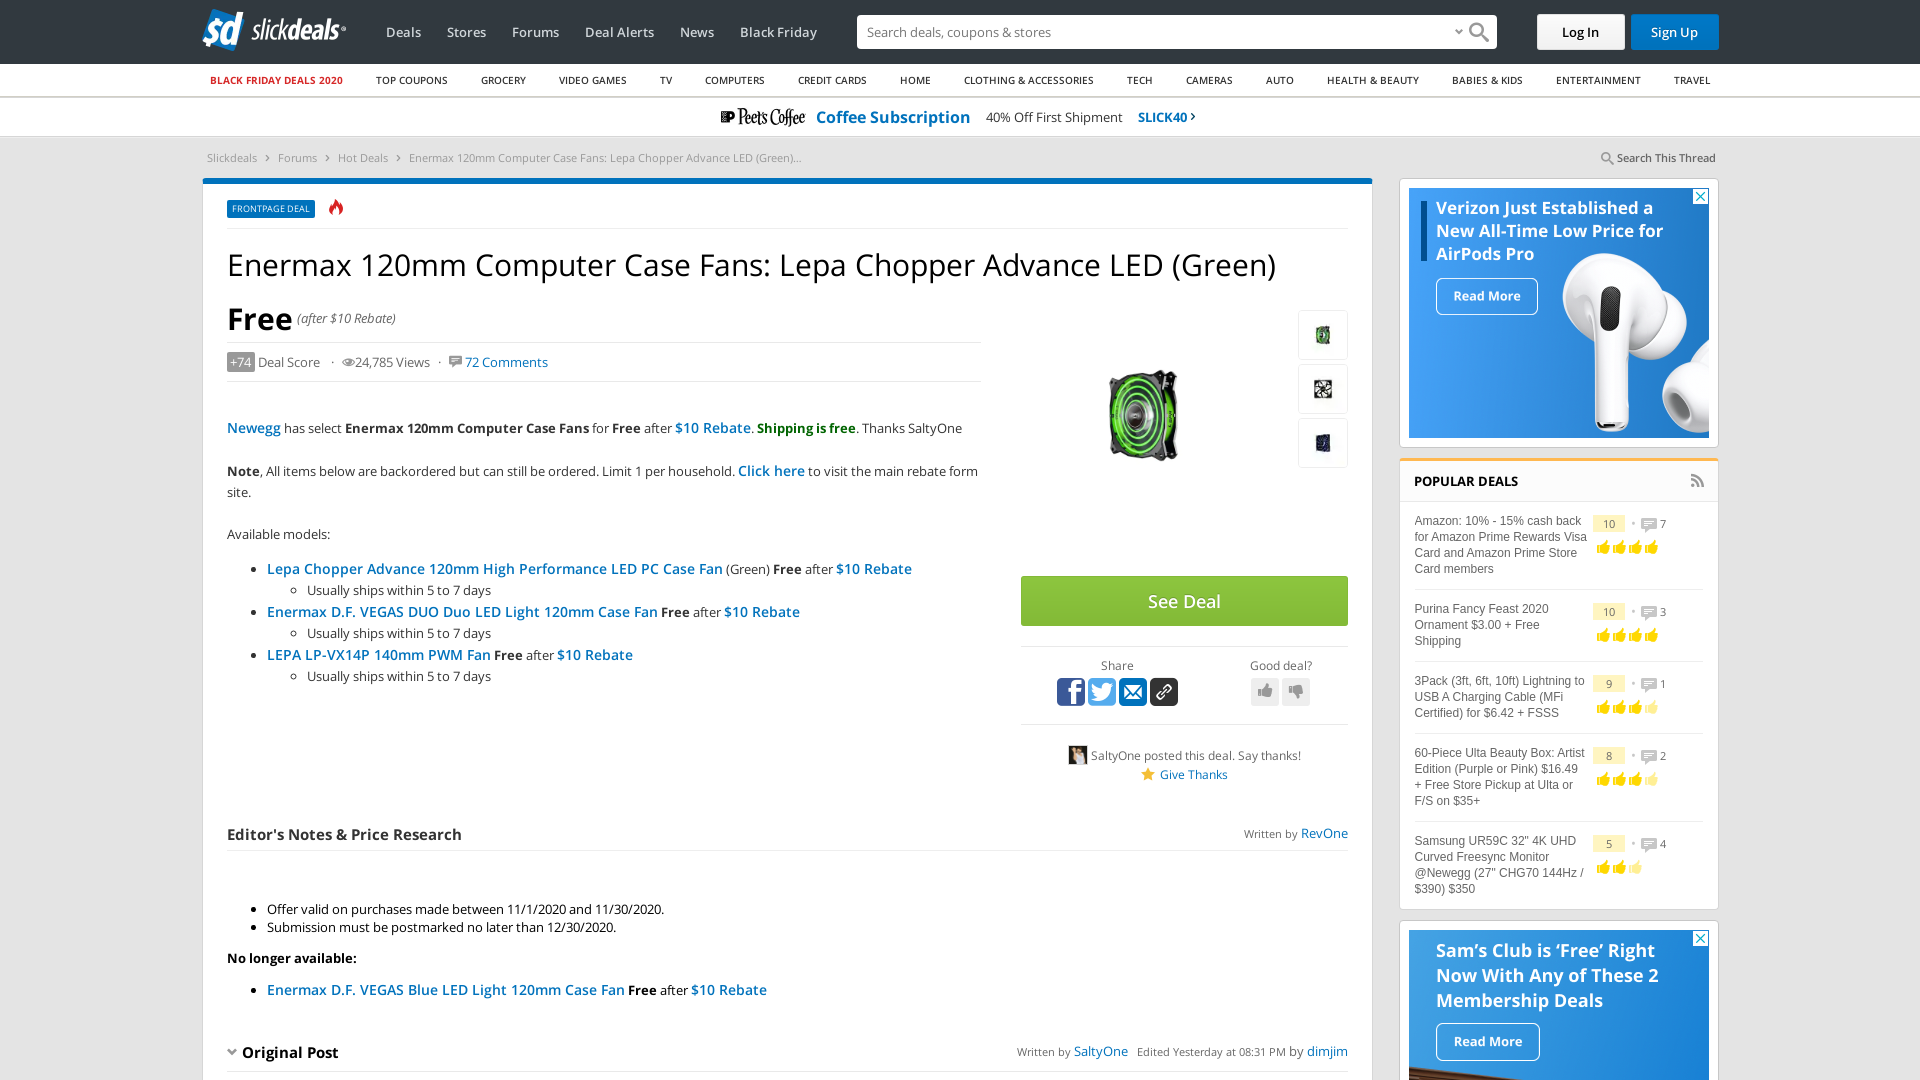 slickdeals
Deals Stores Forums Deal Alerts News Black Friday
Search deals, coupons & shopping
Log In
Sign Up
BLACK FRIDAY DEALS 2020 TOP COUPONS GROCERY VIDEO GAMES TV COMPUTERS CREDIT CARDS HOME CLOTHING & ACCESSORIES TECH CAMERAS AUTO HEALTH & BEAUTY BABIES & KIDS ENTERTAINMENT TRAVEL
Peet's Coffee Coffee Subscription 40% Off First Shipment SLICK40
Slickdeals › Forums › Hot Deals › Enermax 120mm Computer Case Fans: Lepa Chopper Advance LED (Green)...
Search This Thread
FRONTPAGE DEAL
Enermax 120mm Computer Case Fans: Lepa Chopper Advance LED (Green)
Free (after $10 Rebate)
+74 Deal Score · 24,785 Views · 72 Comments
Newegg has select Enermax 120mm Computer Case Fans for Free after $10 Rebate. Shipping is free. Thanks SaltyOne
Note, All items below are backordered but can still be ordered. Limit 1 per household. Click here to visit the main rebate form
site.
Available models:
• Lepa Chopper Advance 120mm High Performance LED PC Case Fan (Green) Free after $10 Rebate
◦ Usually ships within 5 to 7 days
• Enermax D.F. VEGAS DUO Duo LED Light 120mm Case Fan Free after $10 Rebate
◦ Usually ships within 5 to 7 days
• LEPA LP-VX14P 140mm PWM Fan Free after $10 Rebate
◦ Usually ships within 5 to 7 days
See Deal
Share
Good deal?
SaltyOne posted this deal. Say thanks!
Give Thanks
Editor's Notes & Price Research
Written by RevOne
• Offer valid on purchases made between 11/1/2020 and 11/30/2020.
• Submission must be postmarked no later than 12/30/2020.
No longer available:
• Enermax D.F. VEGAS Blue LED Light 120mm Case Fan Free after $10 Rebate
Original Post
Written by SaltyOne Edited Yesterday at 08:31 PM by dimjim
Verizon Just Established a
New All-Time Low Price for
AirPods Pro
Read More
POPULAR DEALS
Amazon: 10% - 15% cash back
for Amazon Prime Rewards Visa
Card and Amazon Prime Store
Card members
10 • 7
Purina Fancy Feast 2020
Ornament $3.00 + Free
Shipping
10 • 3
3Pack (3ft, 6ft, 10ft) Lightning to
USB A Charging Cable (MFi
Certified) for $6.42 + FSSS
9 • 1
60-Piece Ulta Beauty Box: Artist
Edition (Purple or Pink) $16.49
+ Free Store Pickup at Ulta or
F/S on $35+
8 • 2
Samsung UR59C 32" 4K UHD
Curved Freesync Monitor
@Newegg (27" CHG70 144Hz /
$390) $350
5 • 4
Sam's Club is 'Free' Right
Now With Any of These 2
Membership Deals
Read More